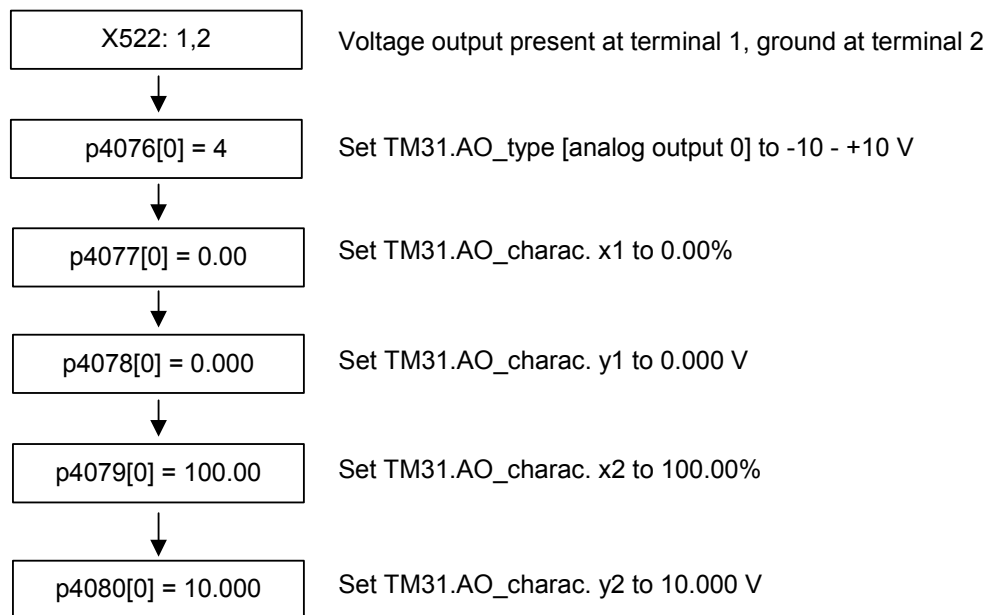 X522: 1,2
Voltage output present at terminal 1, ground at terminal 2
p4076[0] = 4
Set TM31.AO_type [analog output 0] to -10 - +10 V
p4077[0] = 0.00
Set TM31.AO_charac. x1 to 0.00%
p4078[0] = 0.000
Set TM31.AO_charac. y1 to 0.000 V
p4079[0] = 100.00
Set TM31.AO_charac. x2 to 100.00%
p4080[0] = 10.000
Set TM31.AO_charac. y2 to 10.000 V